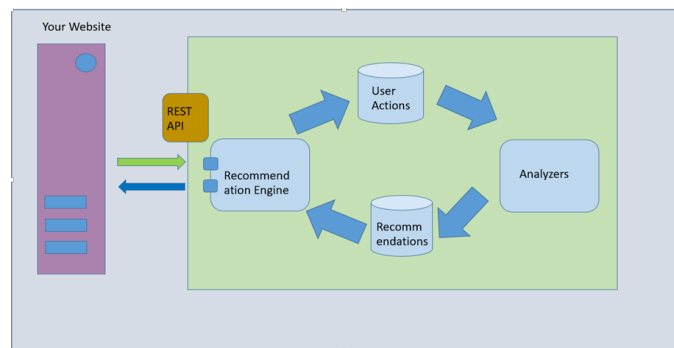 Your Website
User
Actions
REST
API
Recommend
ation Engine
Analyzers
Recomm
endations